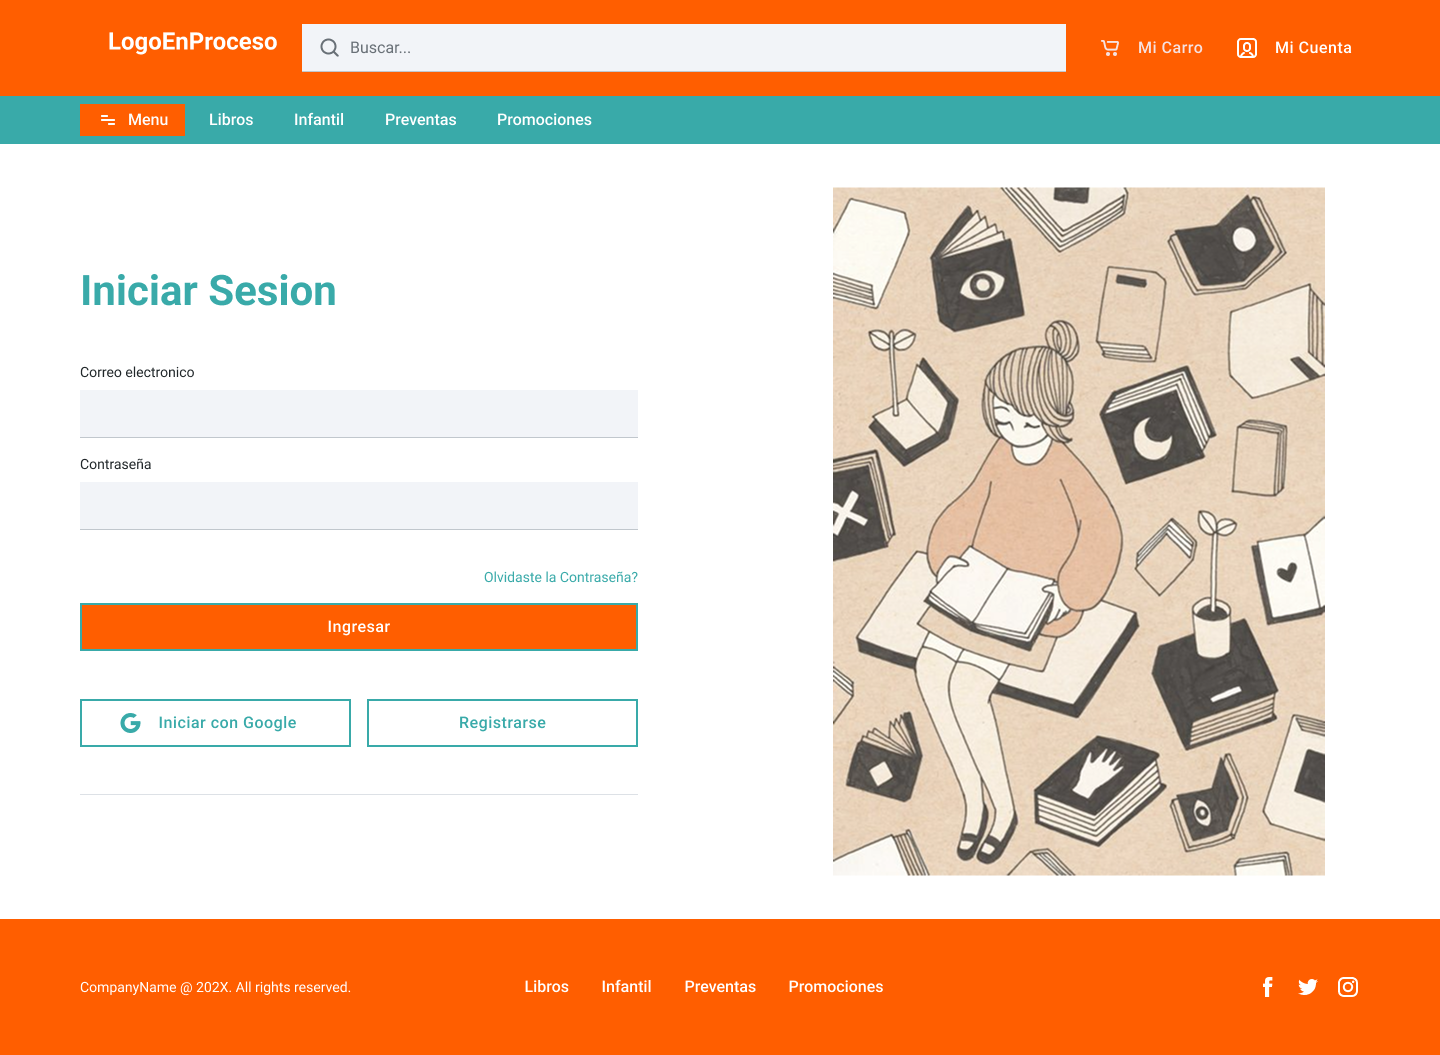 LogoEnProceso
Buscar...
Mi Carro
Mi Cuenta
Menu
Libros
Infantil
Preventas
Promociones
Iniciar Sesion
Correo electronico
Contraseña
Olvidaste la Contraseña?
Ingresar
Iniciar con Google
Registrarse
CompanyName @ 202X. All rights reserved.
Libros
Infantil
Preventas
Promociones